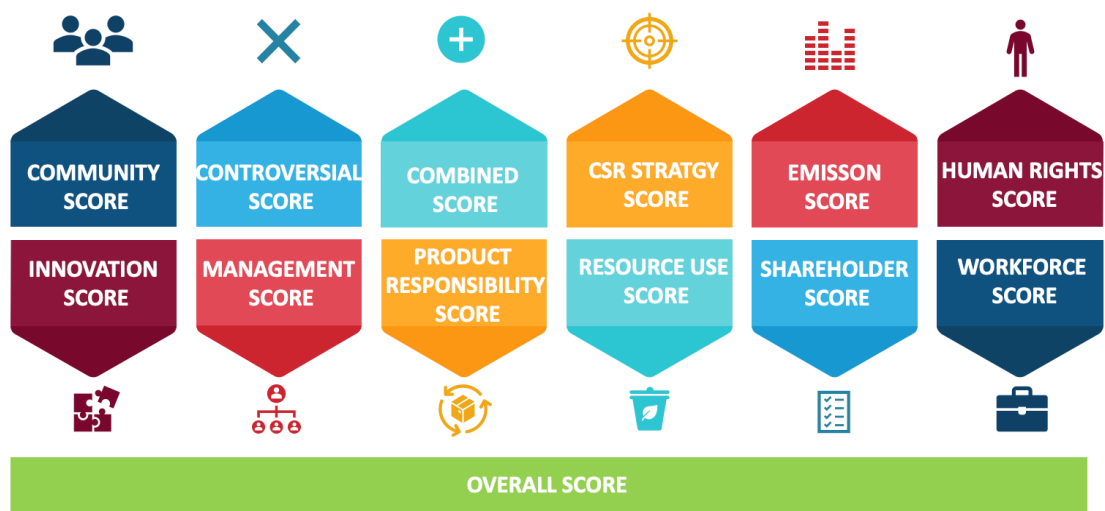 COMMUNITY
SCORE
CONTROVERSIAL
SCORE
COMBINED
SCORE
CSR STRATGY
SCORE
EMISSON
SCORE
HUMAN RIGHTS
SCORE
INNOVATION
SCORE
MANAGEMENT
SCORE
PRODUCT
RESPONSIBILITY
SCORE
RESOURCE USE
SCORE
SHAREHOLDER
SCORE
WORKFORCE
SCORE
OVERALL SCORE